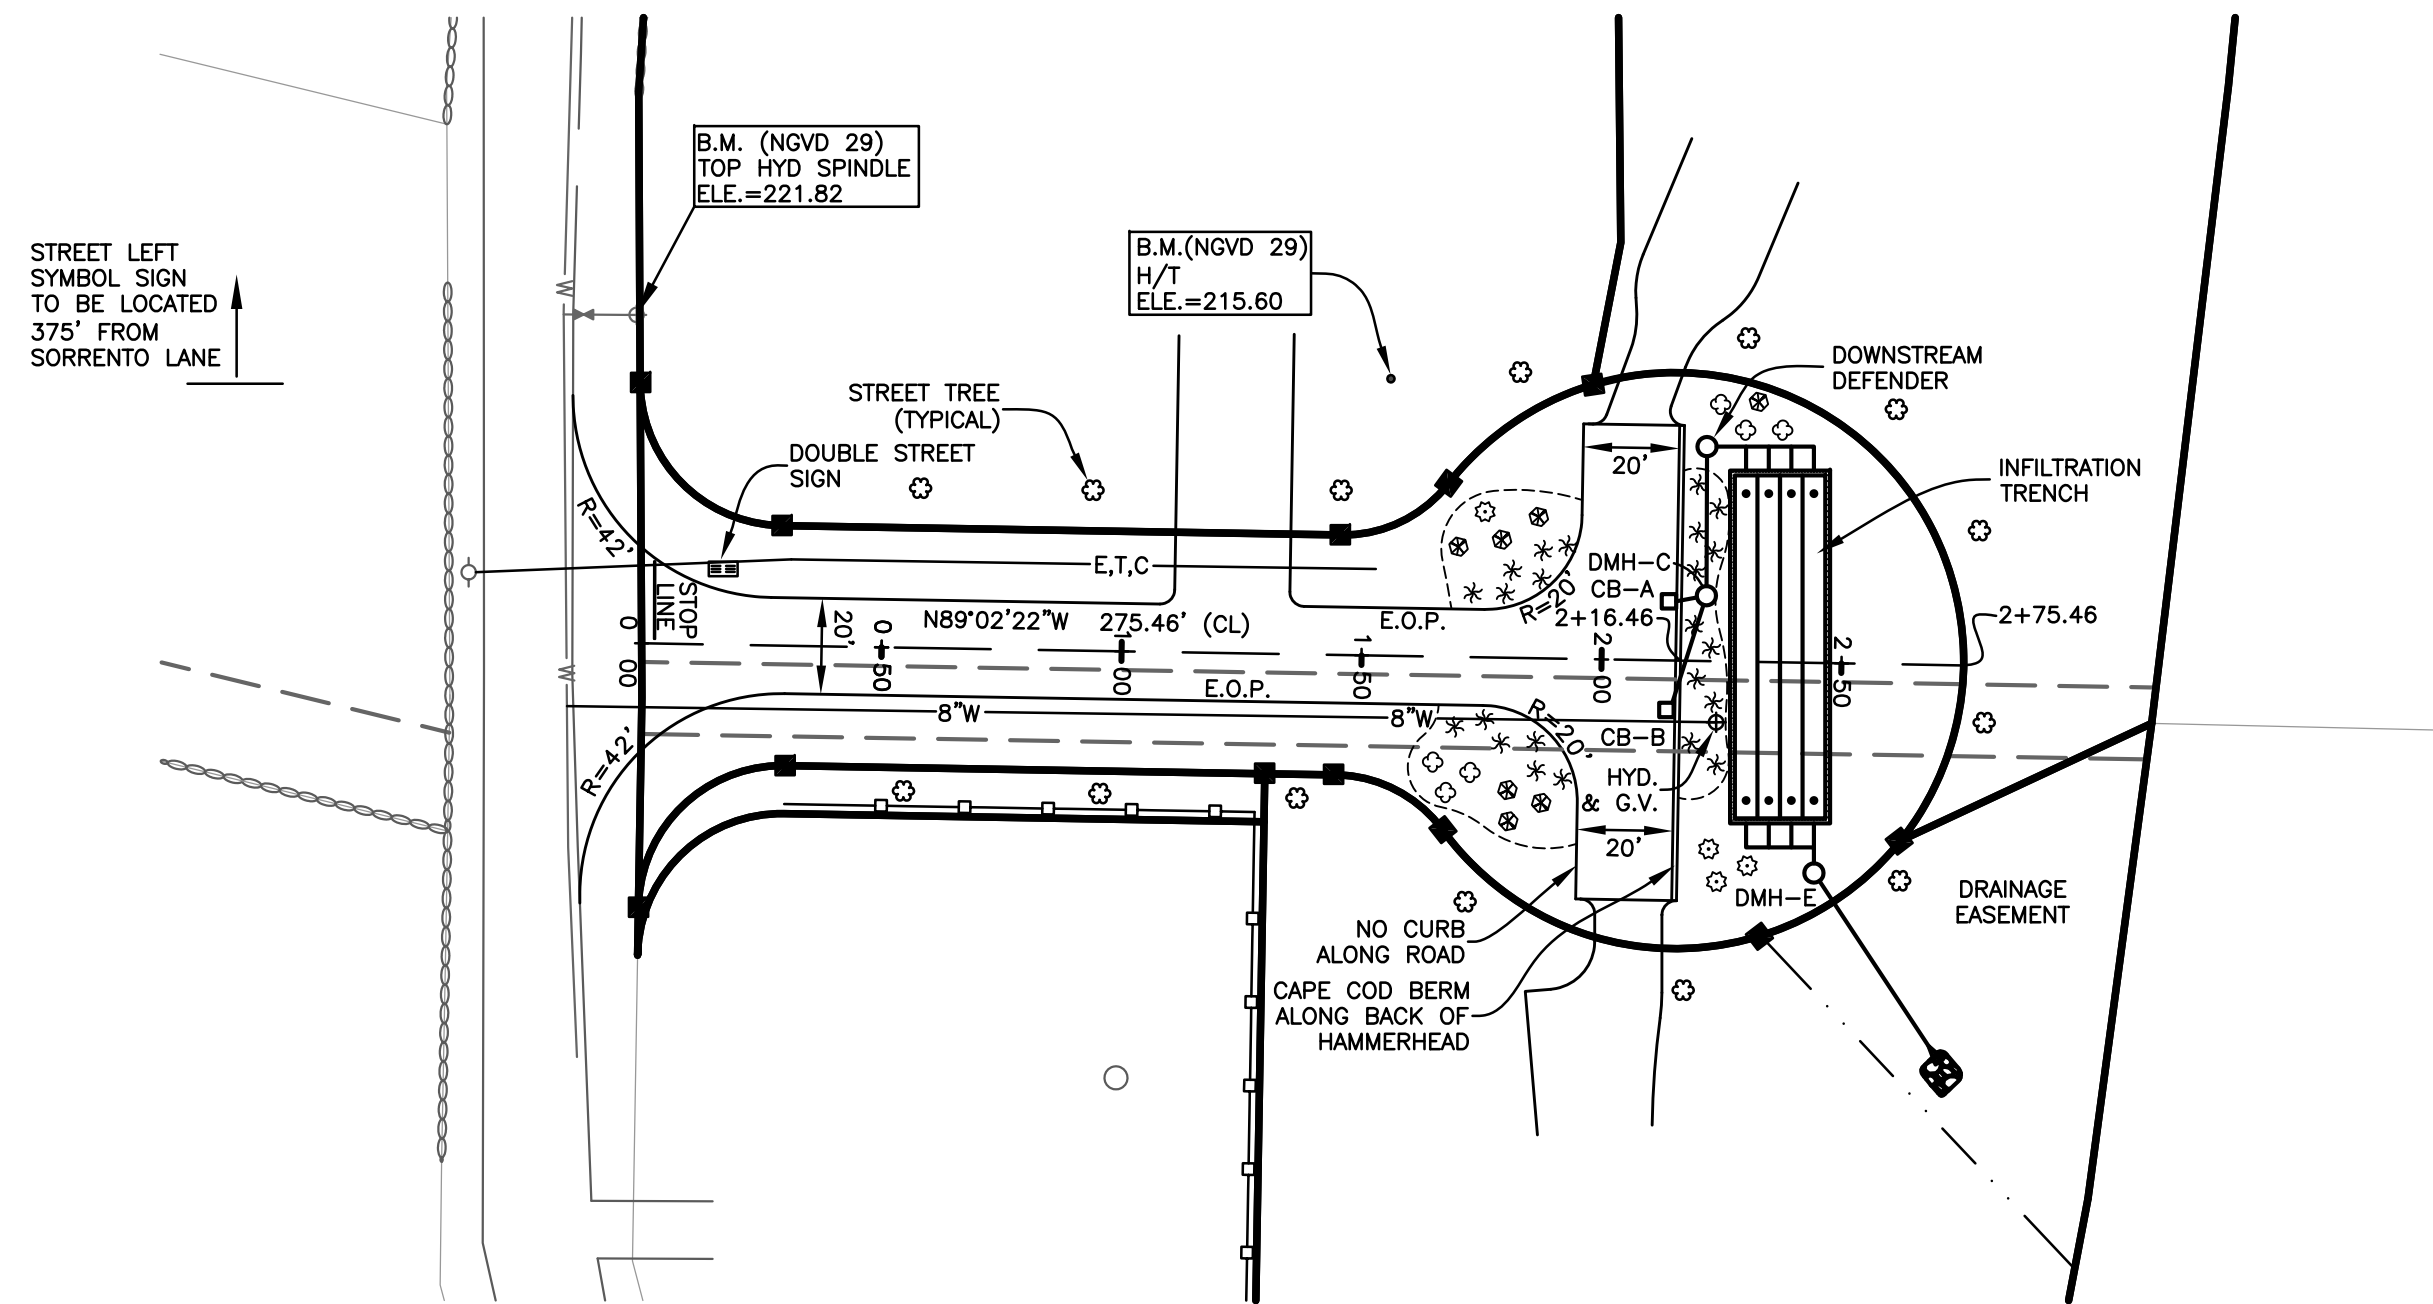 B.M. (NGVD 29)
TOP HYD SPINDLE
ELE.=221.82
STREET LEFT
SYMBOL SIGN
TO BE LOCATED
375' FROM
SORRENTO LANE
B.M.(NGVD 29)
H/T
ELE.=215.60
DOWNSTREAM
DEFENDER
STREET TREE
(TYPICAL)
DOUBLE STREET
SIGN
20'
INFILTRATION
TRENCH
R=42'
E,T,C
DMH-C
CB-A
2+16.46
R=20'
STOP
LINE
20'
N89°02'22"W 275.46' (CL)
E.O.P.
2+75.46
0 00
0+50
1+00
1+50
2+00
2+50
E.O.P.
8"W
8"W
R=20'
R=42'
CB-B
HYD.
& G.V.
20'
DMH-E
DRAINAGE
EASEMENT
NO CURB
ALONG ROAD
CAPE COD BERM
ALONG BACK OF
HAMMERHEAD